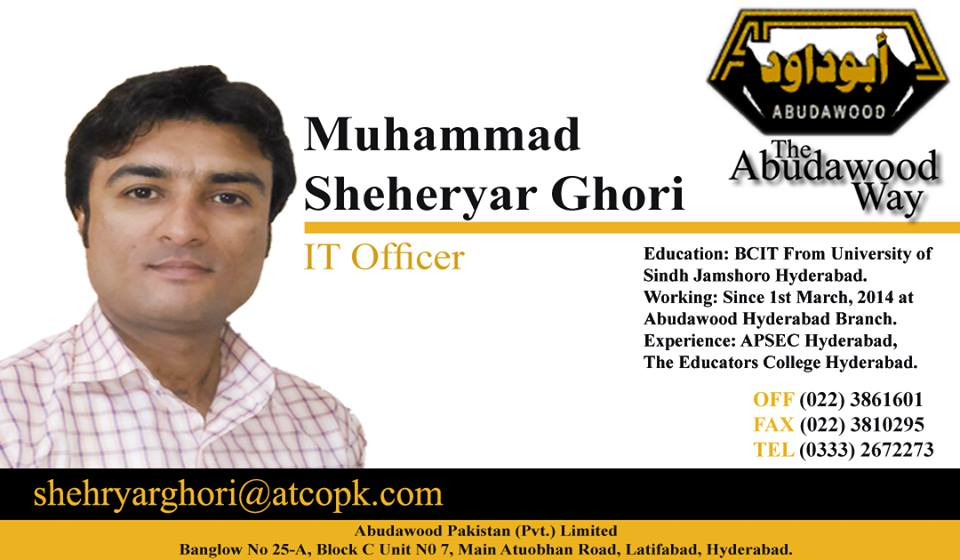 أبوداود
ABUDAWOOD
The
Abudawood
Way
Muhammad
Sheheryar Ghori
IT Officer
Education: BCIT From University of
Sindh Jamshoro Hyderabad.
Working: Since 1st March, 2014 at
Abudawood Hyderabad Branch.
Experience: APSEC Hyderabad,
The Educators College Hyderabad.
OFF (022) 3861601
FAX (022) 3810295
TEL (0333) 2672273
shehryarghori@atcopk.com
Abudawood Pakistan (Pvt.) Limited
Banglow No 25-A, Block C Unit N0 7, Main Atuobhan Road, Latifabad, Hyderabad.